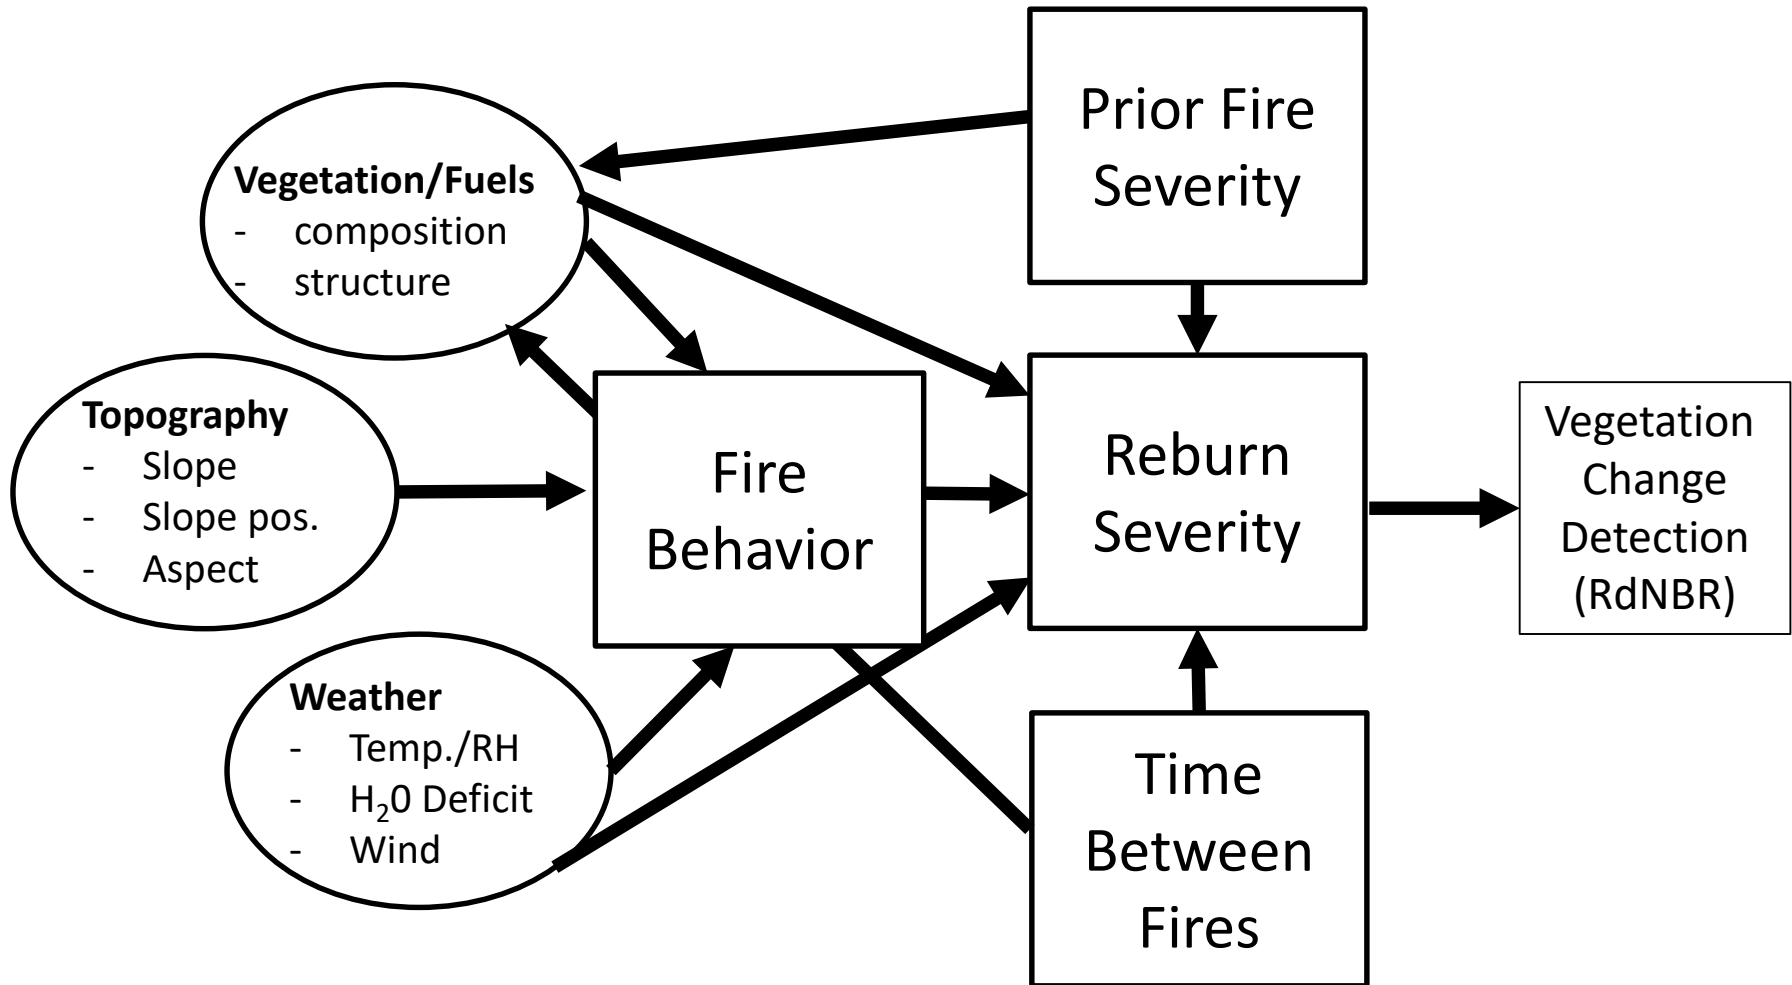 Prior Fire
Severity
Vegetation/Fuels
- composition
- structure
Topography
- Slope
- Slope pos.
- Aspect
Fire
Behavior
Reburn
Severity
Vegetation
Change
Detection
(RdNBR)
Weather
- Temp./RH
- H₂0 Deficit
- Wind
Time
Between
Fires